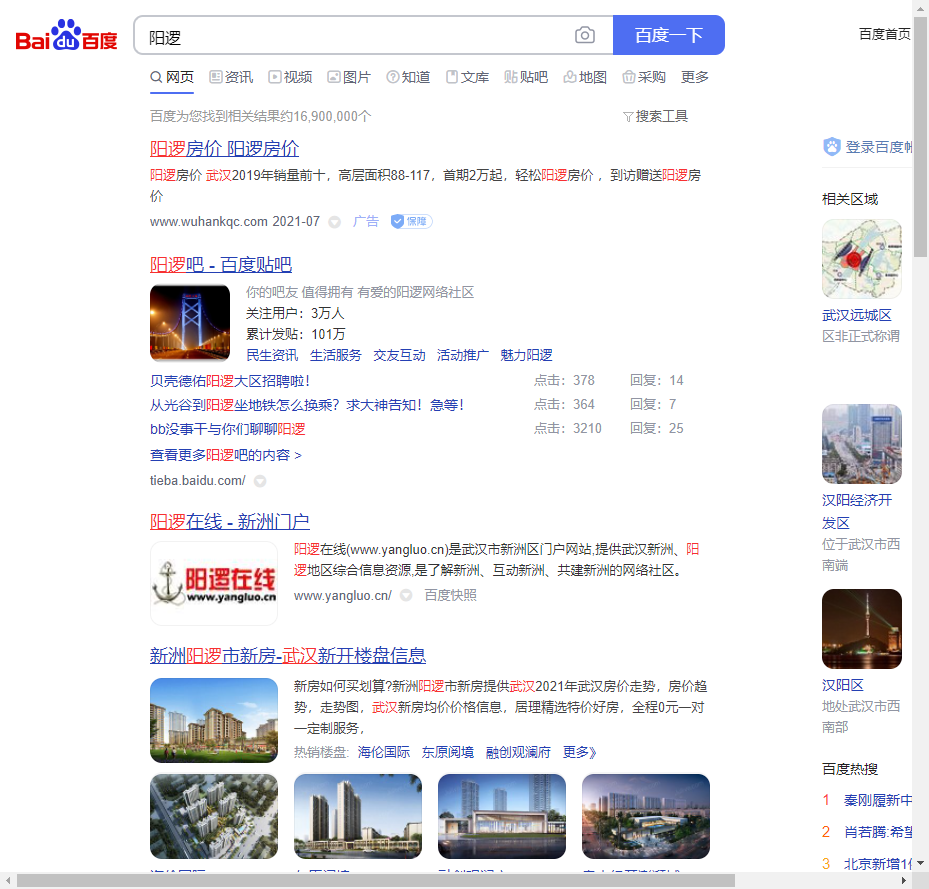 Bai du 百度
阳逻
百度一下
百度首页
网页 资讯 视频 图片 知道 文库 贴吧 地图 采购 更多
百度为您找到相关结果约16,900,000个
搜索工具
阳逻房价 阳逻房价
阳逻房价 武汉2019年销量前十，高层面积88-117，首期2万起，轻松阳逻房价 ，到访赠送阳逻房
价
www.wuhankqc.com 2021-07 广告 保障
阳逻吧 - 百度贴吧
你的吧友 值得拥有 有爱的阳逻网络社区
关注用户：3万人
累计发贴：101万
民生资讯 生活服务 交友互动 活动推广 魅力阳逻
贝壳德佑阳逻大区招聘啦! 点击：378 回复：14
从光谷到阳逻坐地铁怎么换乘？求大神告知！急等! 点击：364 回复：7
bb没事干与你们聊聊阳逻 点击：3210 回复：25
查看更多阳逻吧的内容 >
tieba.baidu.com/
阳逻在线 - 新洲门户
阳逻在线
www.yangluo.cn
阳逻在线(www.yangluo.cn)是武汉市新洲区门户网站,提供武汉新洲、阳
逻地区综合信息资源,是了解新洲、互动新洲、共建新洲的网络社区。
www.yangluo.cn/ 百度快照
新洲阳逻市新房-武汉新开楼盘信息
新房如何买划算?新洲阳逻市新房提供武汉2021年武汉房价走势，房价趋
势，走势图，武汉新房均价价格信息，居理精选特价好房，全程0元一对
一定制服务，
热销楼盘: 海伦国际 东原阅境 融创观澜府 更多》
登录百度帐
相关区域
武汉远城区
区非正式称谓
汉阳经济开
发区
位于武汉市西
南端
汉阳区
地处武汉市西
南部
百度热搜
1 秦刚履新中
2 肖若腾:希望
3 北京新增1例